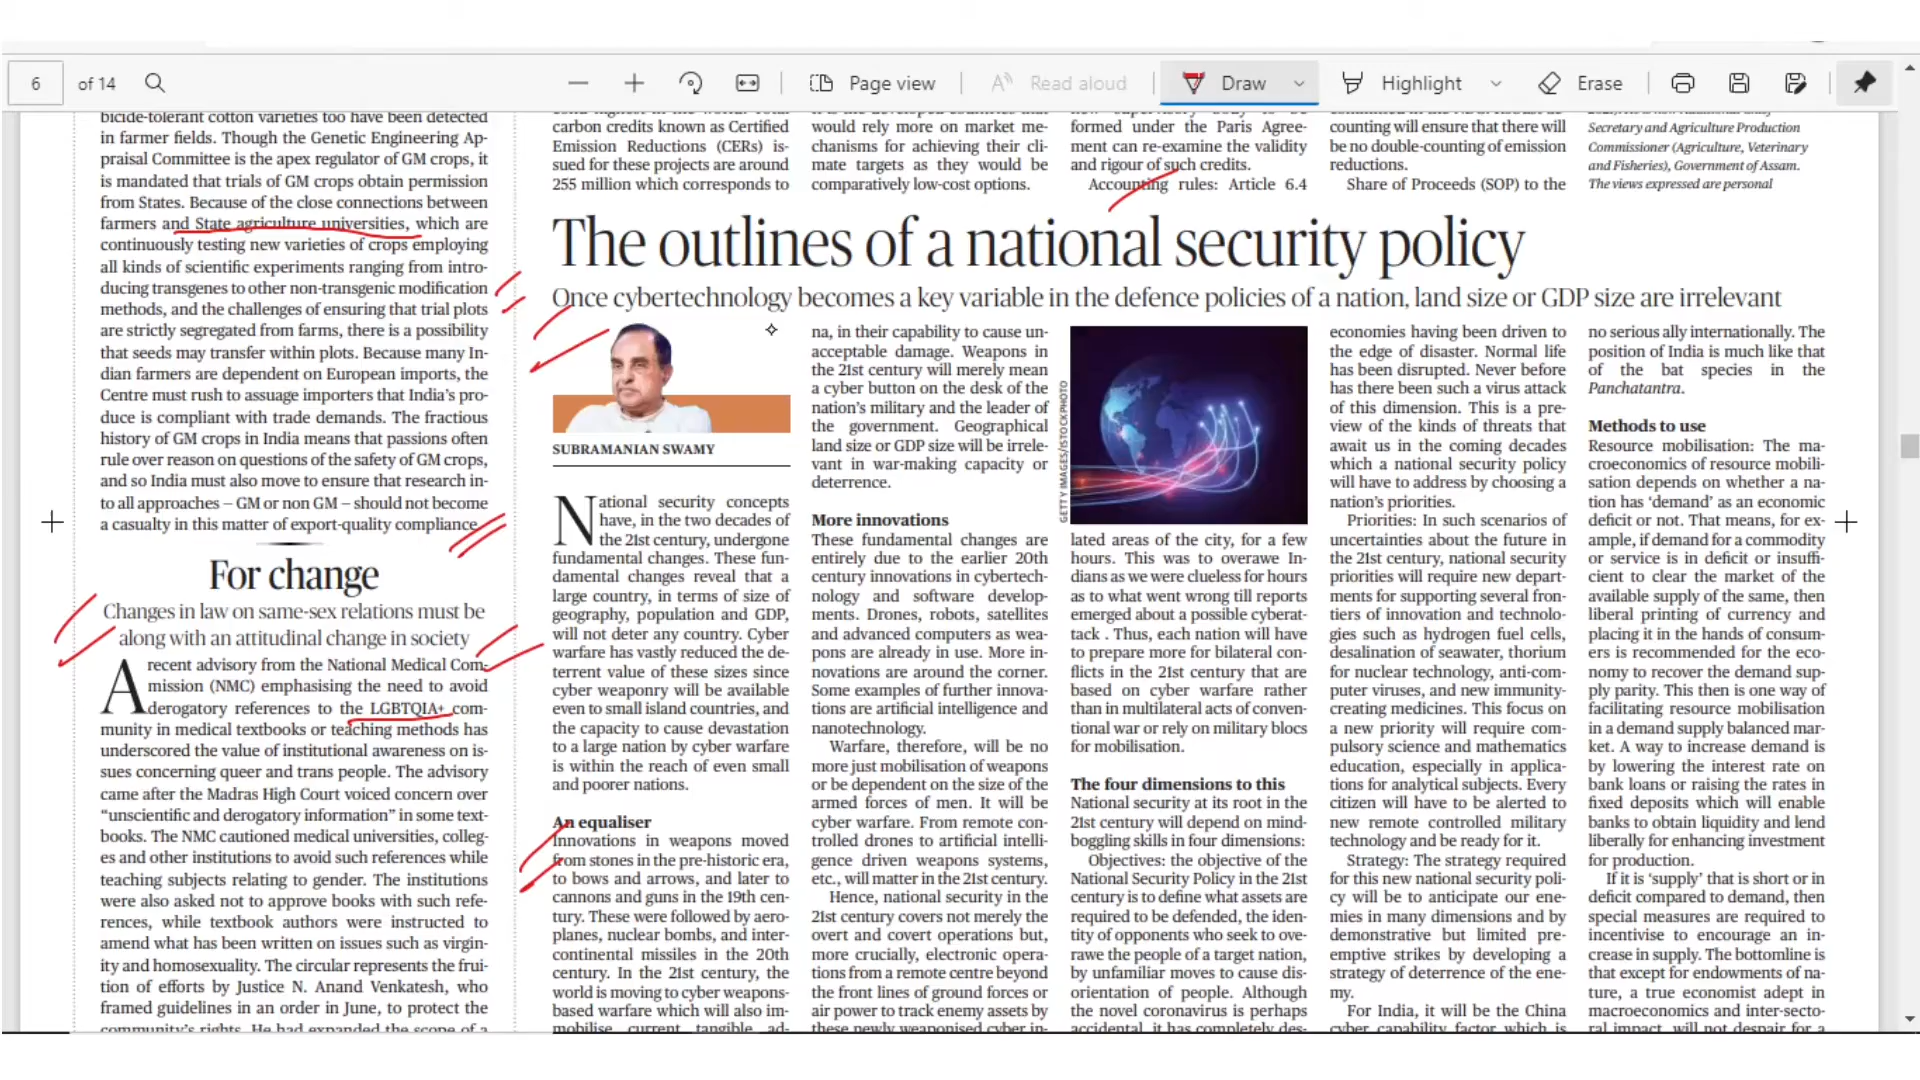 6 of 14
Page view
Read aloud
Draw
Highlight
Erase
bicide-tolerant cotton varieties too have been detected
in farmer fields. Though the Genetic Engineering Ap-
praisal Committee is the apex regulator of GM crops, it
is mandated that trials of GM crops obtain permission
from States. Because of the close connections between
farmers and State agriculture universities, which are
continuously testing new varieties of crops employing
all kinds of scientific experiments ranging from intro-
ducing transgenes to other non-transgenic modification
methods, and the challenges of ensuring that trial plots
are strictly segregated from farms, there is a possibility
that seeds may transfer within plots. Because many In-
dian farmers are dependent on European imports, the
Centre must rush to assuage importers that India's pro-
duce is compliant with trade demands. The fractious
history of GM crops in India means that passions often
rule over reason on questions of the safety of GM crops,
and so India must also move to ensure that research in-
to all approaches – GM or non GM – should not become
a casualty in this matter of export-quality compliance.
For change
Changes in law on same-sex relations must be
along with an attitudinal change in society
A recent advisory from the National Medical Com-
mission (NMC) emphasising the need to avoid
derogatory references to the LGBTQIA+ com-
munity in medical textbooks or teaching methods has
underscored the value of institutional awareness on is-
sues concerning queer and trans people. The advisory
came after the Madras High Court voiced concern over
"unscientific and derogatory information" in some text-
books. The NMC cautioned medical universities, colleg-
es and other institutions to avoid such references while
teaching subjects relating to gender. The institutions
were also asked not to approve books with such refe-
rences, while textbook authors were instructed to
amend what has been written on issues such as virgin-
ity and homosexuality. The circular represents the frui-
tion of efforts by Justice N. Anand Venkatesh, who
framed guidelines in an order in June, to protect the
community's rights. He had expanded the scope of a
carbon credits known as Certified
Emission Reductions (CERs) is-
sued for these projects are around
255 million which corresponds to
would rely more on market me-
chanisms for achieving their cli-
mate targets as they would be
comparatively low-cost options.
formed under the Paris Agree-
ment can re-examine the validity
and rigour of such credits.
Accounting rules: Article 6.4
counting will ensure that there will
be no double-counting of emission
reductions.
Share of Proceeds (SOP) to the
Secretary and Agriculture Production
Commissioner (Agriculture, Veterinary
and Fisheries), Government of Assam.
The views expressed are personal
The outlines of a national security policy
Once cybertechnology becomes a key variable in the defence policies of a nation, land size or GDP size are irrelevant
SUBRAMANIAN SWAMY
National security concepts
have, in the two decades of
the 21st century, undergone
fundamental changes. These fun-
damental changes reveal that a
large country, in terms of size of
geography, population and GDP,
will not deter any country. Cyber
warfare has vastly reduced the de-
terrent value of these sizes since
cyber weaponry will be available
even to small island countries, and
the capacity to cause devastation
to a large nation by cyber warfare
is within the reach of even small
and poorer nations.
An equaliser
Innovations in weapons moved
from stones in the pre-historic era,
to bows and arrows, and later to
cannons and guns in the 19th cen-
tury. These were followed by aero-
planes, nuclear bombs, and inter-
continental missiles in the 20th
century. In the 21st century, the
world is moving to cyber weapons-
based warfare which will also im-
mobilise current tangible ad-
na, in their capability to cause un-
acceptable damage. Weapons in
the 21st century will merely mean
a cyber button on the desk of the
nation's military and the leader of
the government. Geographical
land size or GDP size will be irrele-
vant in war-making capacity or
deterrence.
More innovations
These fundamental changes are
entirely due to the earlier 20th
century innovations in cybertech-
nology and software develop-
ments. Drones, robots, satellites
and advanced computers as wea-
pons are already in use. More in-
novations are around the corner.
Some examples of further innova-
tions are artificial intelligence and
nanotechnology.
Warfare, therefore, will be no
more just mobilisation of weapons
or be dependent on the size of the
armed forces of men. It will be
cyber warfare. From remote con-
trolled drones to artificial intelli-
gence driven weapons systems,
etc., will matter in the 21st century.
Hence, national security in the
21st century covers not merely the
overt and covert operations but,
more crucially, electronic opera-
tions from a remote centre beyond
the front lines of ground forces or
air power to track enemy assets by
these newly weaponised cyber in-
GETTY IMAGES/ISTOCKPHOTO
lated areas of the city, for a few
hours. This was to overawe In-
dians as we were clueless for hours
as to what went wrong till reports
emerged about a possible cyberat-
tack . Thus, each nation will have
to prepare more for bilateral con-
flicts in the 21st century that are
based on cyber warfare rather
than in multilateral acts of conven-
tional war or rely on military blocs
for mobilisation.
The four dimensions to this
National security at its root in the
21st century will depend on mind-
boggling skills in four dimensions:
Objectives: the objective of the
National Security Policy in the 21st
century is to define what assets are
required to be defended, the iden-
tity of opponents who seek to ove-
rawe the people of a target nation,
by unfamiliar moves to cause dis-
orientation of people. Although
the novel coronavirus is perhaps
accidental, it has completely des-
economies having been driven to
the edge of disaster. Normal life
has been disrupted. Never before
has there been such a virus attack
of this dimension. This is a pre-
view of the kinds of threats that
await us in the coming decades
which a national security policy
will have to address by choosing a
nation's priorities.
Priorities: In such scenarios of
uncertainties about the future in
the 21st century, national security
priorities will require new depart-
ments for supporting several fron-
tiers of innovation and technolo-
gies such as hydrogen fuel cells,
desalination of seawater, thorium
for nuclear technology, anti-com-
puter viruses, and new immunity-
creating medicines. This focus on
a new priority will require com-
pulsory science and mathematics
education, especially in applica-
tions for analytical subjects. Every
citizen will have to be alerted to
new remote controlled military
technology and be ready for it.
Strategy: The strategy required
for this new national security poli-
cy will be to anticipate our ene-
mies in many dimensions and by
demonstrative but limited pre-
emptive strikes by developing a
strategy of deterrence of the ene-
my.
For India, it will be the China
cyber capability factor which is
no serious ally internationally. The
position of India is much like that
of the bat species in the
Panchatantra.
Methods to use
Resource mobilisation: The ma-
croeconomics of resource mobili-
sation depends on whether a na-
tion has 'demand' as an economic
deficit or not. That means, for ex-
ample, if demand for a commodity
or service is in deficit or insuffi-
cient to clear the market of the
available supply of the same, then
liberal printing of currency and
placing it in the hands of consum-
ers is recommended for the eco-
nomy to recover the demand sup-
ply parity. This then is one way of
facilitating resource mobilisation
in a demand supply balanced mar-
ket. A way to increase demand is
by lowering the interest rate on
bank loans or raising the rates in
fixed deposits which will enable
banks to obtain liquidity and lend
liberally for enhancing investment
for production.
If it is 'supply' that is short or in
deficit compared to demand, then
special measures are required to
incentivise to encourage an in-
crease in supply. The bottomline is
that except for endowments of na-
ture, a true economist adept in
macroeconomics and inter-secto-
ral impact, will not despair for a